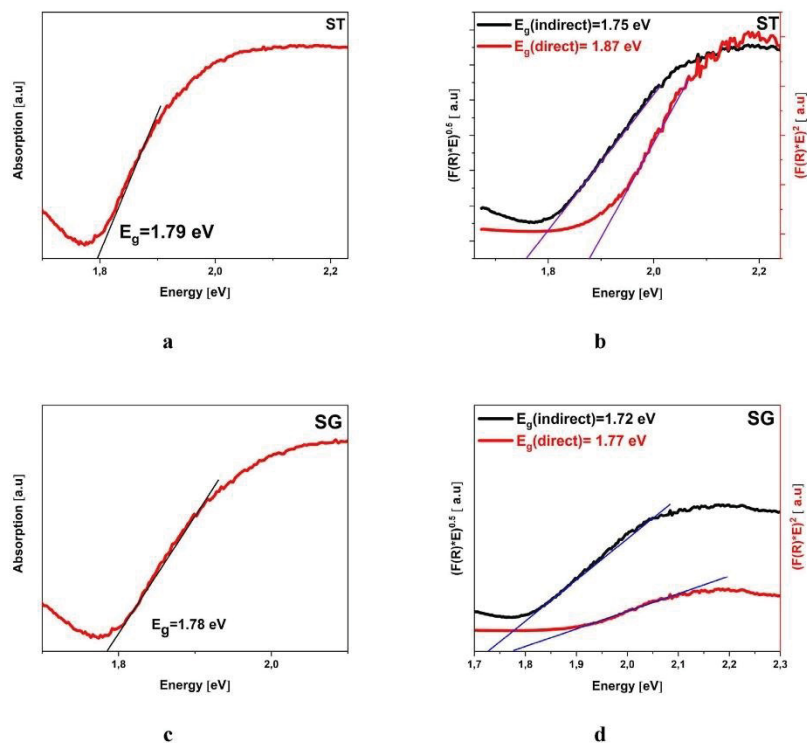 ST
Absorption [a.u]
E_g=1.79 eV
1,8 2,0 2,2
Energy [eV]
a
ST
E_g(indirect)=1.75 eV
E_g(direct)= 1.87 eV
(F(R)*E)^0.5 [ a.u]
(F(R)*E)^2 [ a.u]
1,8 2,0 2,2
Energy [eV]
b
SG
Absorption [a.u]
E_g=1.78 eV
1,8 2,0
Energy [eV]
c
SG
E_g(indirect)=1.72 eV
E_g(direct)= 1.77 eV
(F(R)*E)^0.5 [ a.u]
(F(R)*E)^2 [ a.u]
1,7 1,8 1,9 2,0 2,1 2,2 2,3
Energy [eV]
d